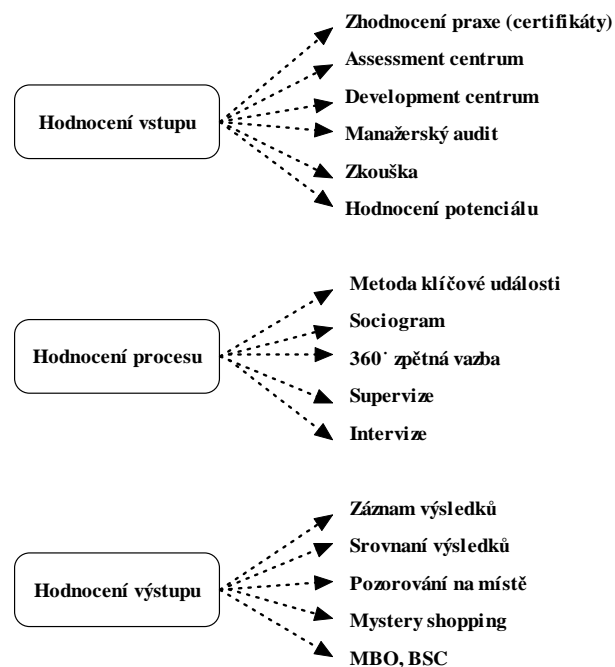 Zhodnocení praxe (certifikáty)
Assessment centrum
Development centrum
Hodnocení vstupu
Manažerský audit
Zkouška
Hodnocení potenciálu
Metoda klíčové události
Sociogram
Hodnocení procesu
360˙ zpětná vazba
Supervize
Intervize
Záznam výsledků
Srovnaní výsledků
Hodnocení výstupu
Pozorování na místě
Mystery shopping
MBO, BSC